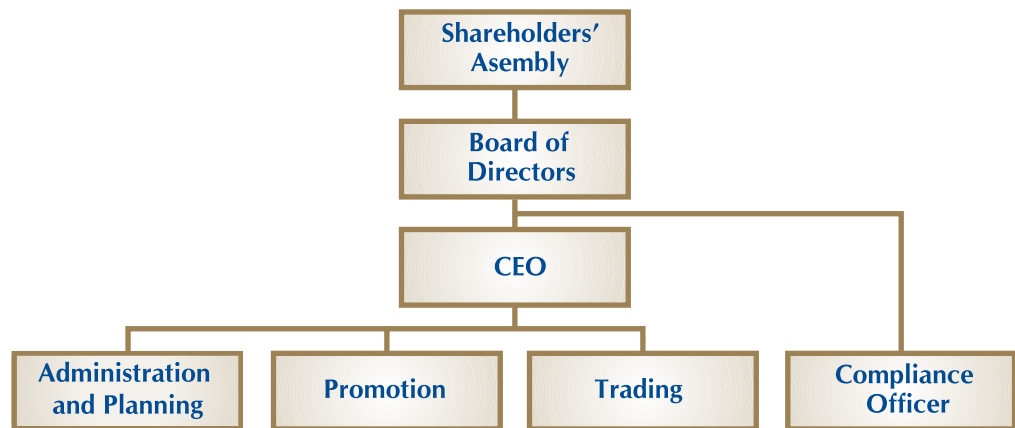 Shareholders’
Asembly
Board of
Directors
CEO
Administration
and Planning
Promotion
Trading
Compliance
Officer